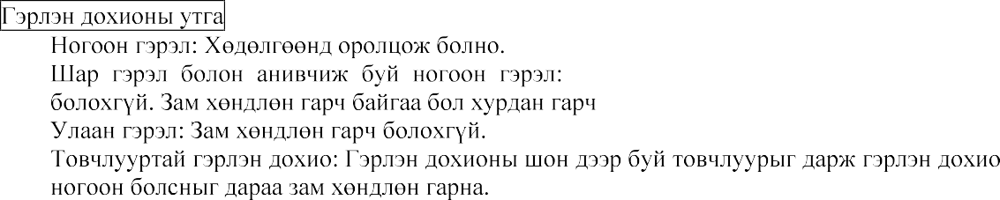 Гэрлэн дохионы утга
Ногоон гэрэл: Хөдөлгөөнд оролцож болно.
Шар гэрэл болон анивчиж буй ногоон гэрэл:
болохгүй. Зам хөндлөн гарч байгаа бол хурдан гарч
Улаан гэрэл: Зам хөндлөн гарч болохгүй.
Товчлууртай гэрлэн дохио: Гэрлэн дохионы шон дээр буй товчлуурыг дарж гэрлэн дохио
ногоон болсныг дараа зам хөндлөн гарна.